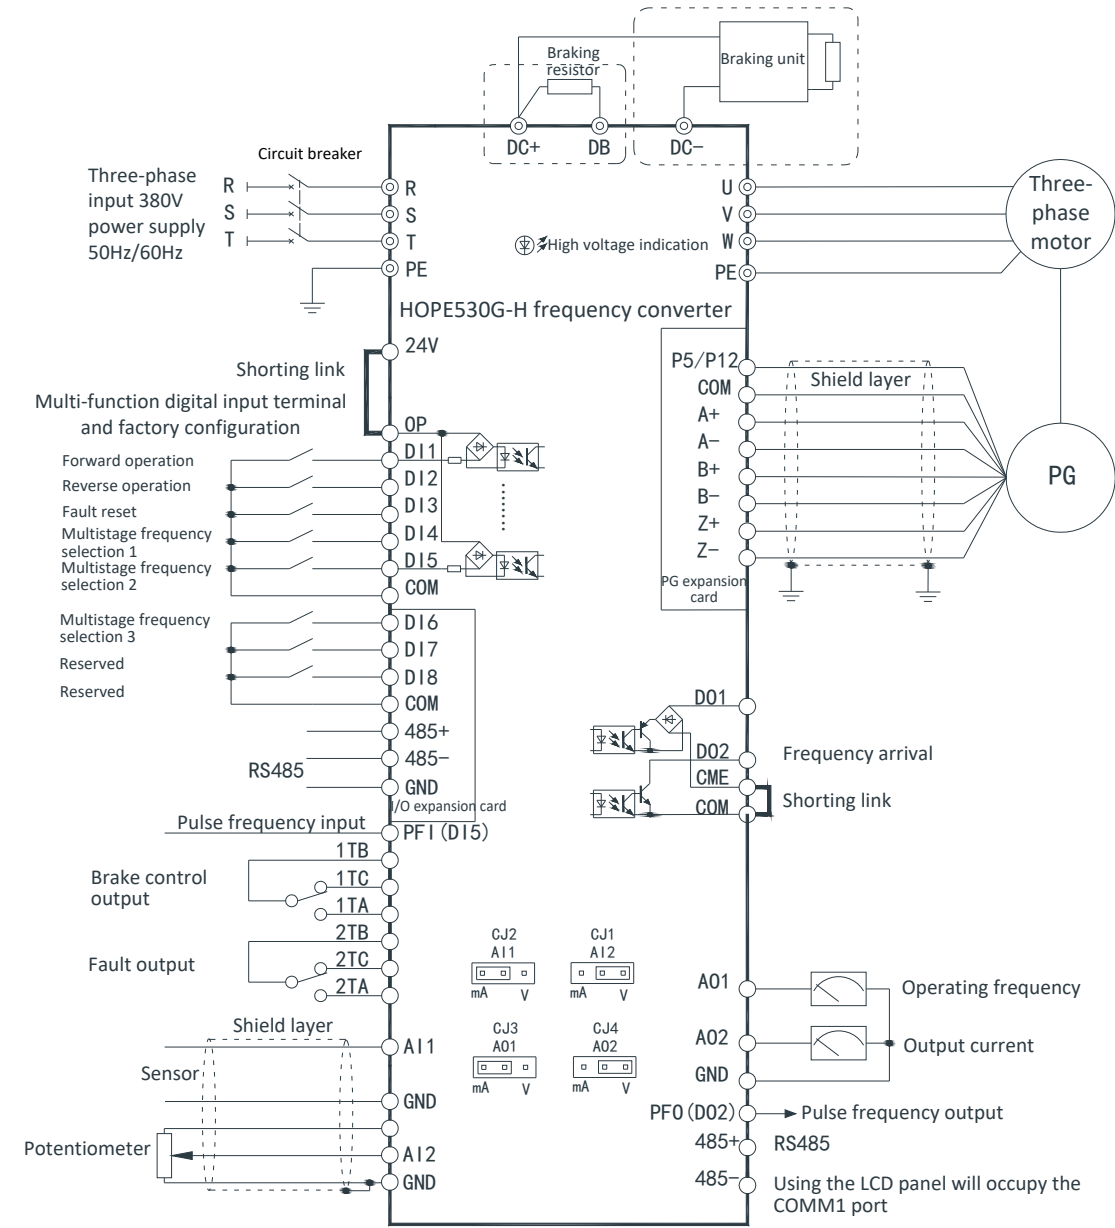 Braking
resistor
Braking unit
DC+
DB
DC-
Circuit breaker
Three-phase
input 380V
power supply
50Hz/60Hz
R
S
T
R
S
T
PE
High voltage indication
U
V
W
PE
Three-
phase
motor
HOPE530G-H frequency converter
24V
Shorting link
Multi-function digital input terminal
and factory configuration
OP
Forward operation
DI1
Reverse operation
DI2
Fault reset
DI3
Multistage frequency
selection 1
DI4
Multistage frequency
selection 2
DI5
COM
Multistage frequency
selection 3
DI6
Reserved
DI7
Reserved
DI8
COM
485+
RS485
485-
GND
I/O expansion card
P5/P12
COM
A+
A-
B+
B-
Z+
Z-
Shield layer
PG
PG expansion
card
DO1
DO2
CME
COM
Frequency arrival
Shorting link
Pulse frequency input
PFI(DI5)
Brake control
output
1TB
1TC
1TA
Fault output
2TB
2TC
2TA
CJ2
AI1
mA V
CJ1
AI2
mA V
CJ3
AO1
mA V
CJ4
AO2
mA V
Shield layer
Sensor
AI1
GND
Potentiometer
AI2
GND
AO1
Operating frequency
AO2
Output current
GND
PFO(DO2)
Pulse frequency output
485+
RS485
485-
Using the LCD panel will occupy the
COMM1 port